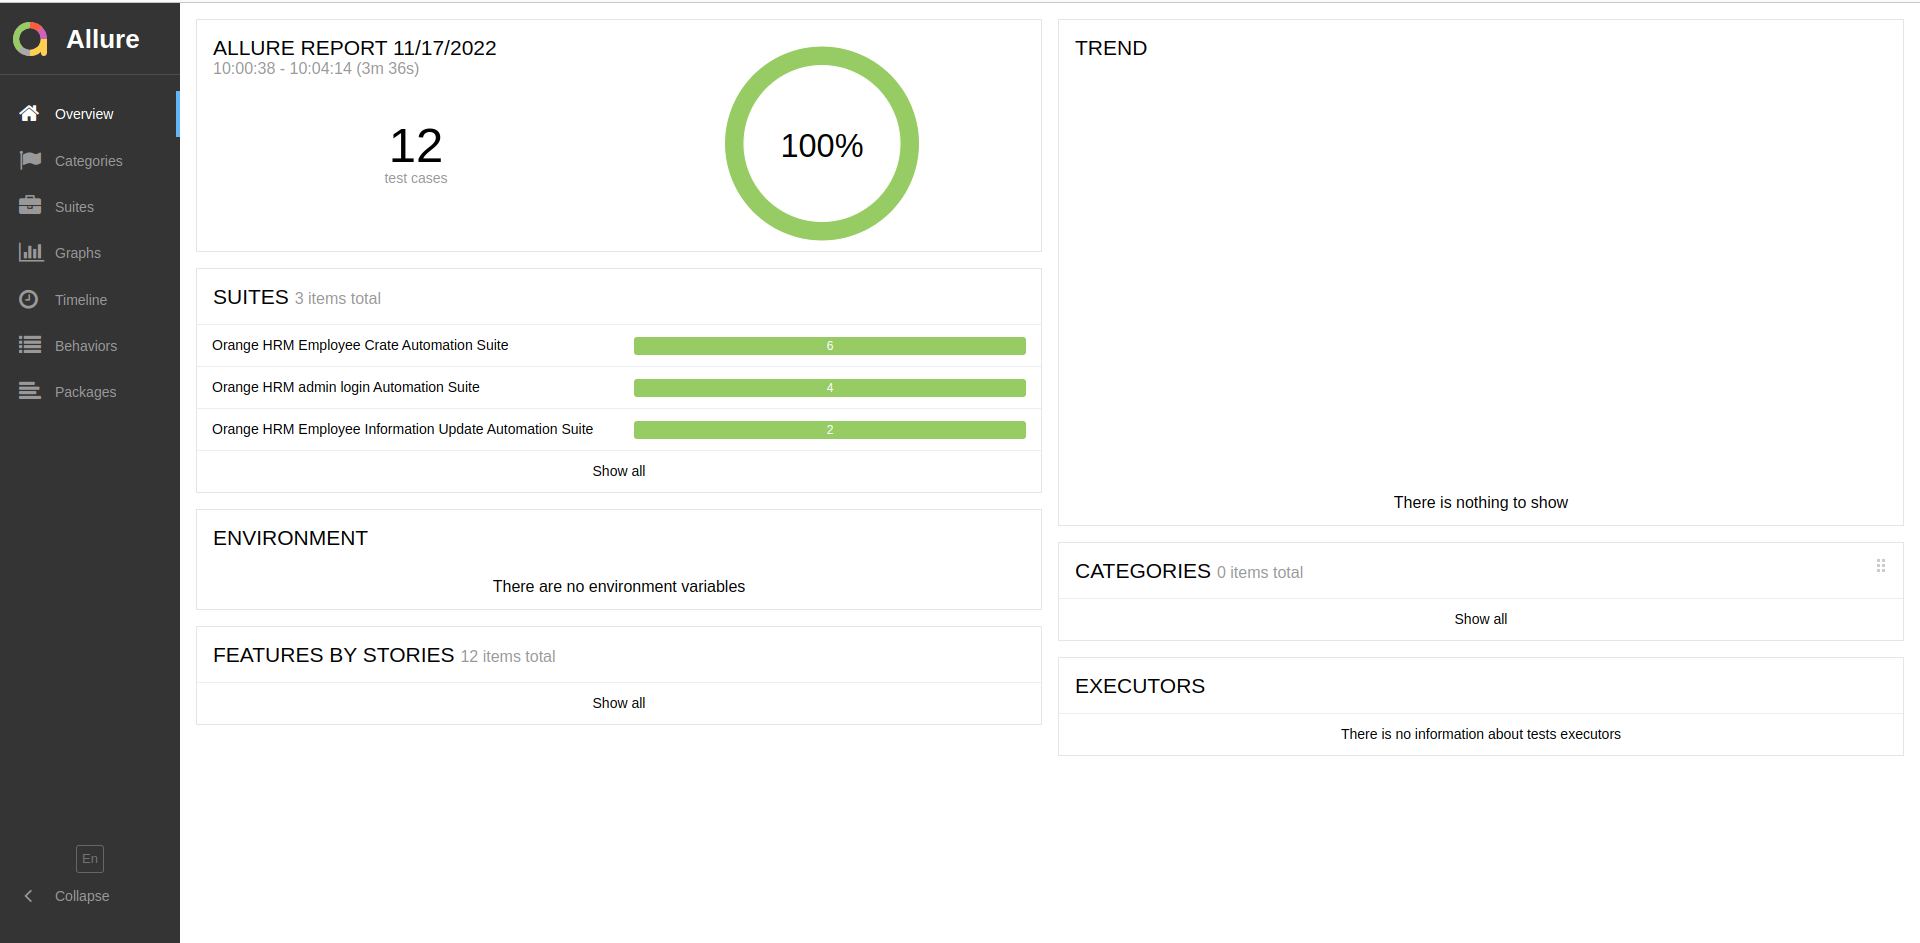 Allure
Overview
Categories
Suites
Graphs
Timeline
Behaviors
Packages
En
Collapse
ALLURE REPORT 11/17/2022
10:00:38 - 10:04:14 (3m 36s)
12
test cases
100%
SUITES 3 items total
Orange HRM Employee Crate Automation Suite 6
Orange HRM admin login Automation Suite 4
Orange HRM Employee Information Update Automation Suite 2
Show all
ENVIRONMENT
There are no environment variables
FEATURES BY STORIES 12 items total
Show all
TREND
There is nothing to show
CATEGORIES 0 items total
Show all
EXECUTORS
There is no information about tests executors